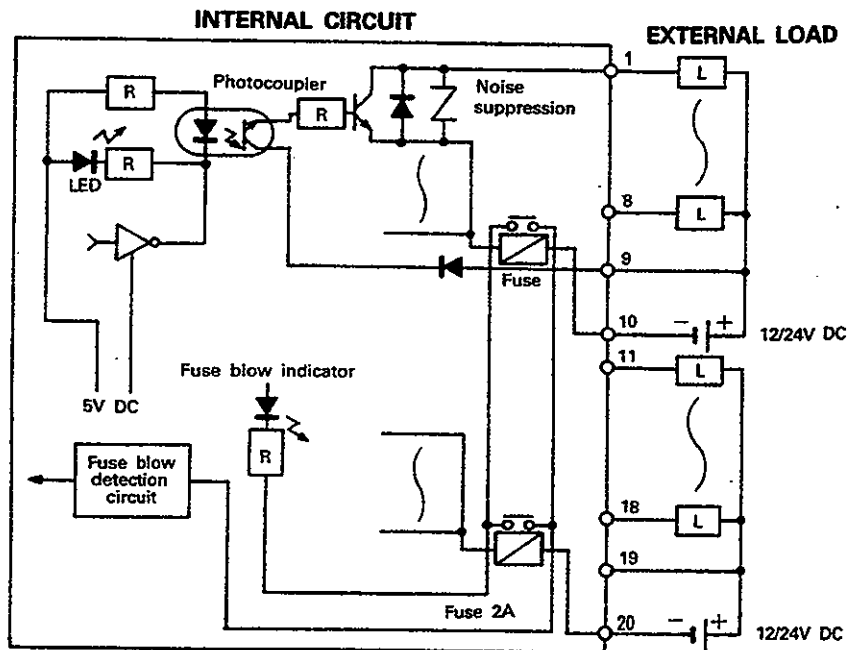 INTERNAL CIRCUIT
EXTERNAL LOAD
1
L
R
Photocoupler
R
Noise
suppression
R
LED
8
L
9
Fuse
10
- +
12/24V DC
11
L
Fuse blow indicator
5V DC
R
Fuse blow
detection
circuit
18
L
19
Fuse 2A
20
- +
12/24V DC